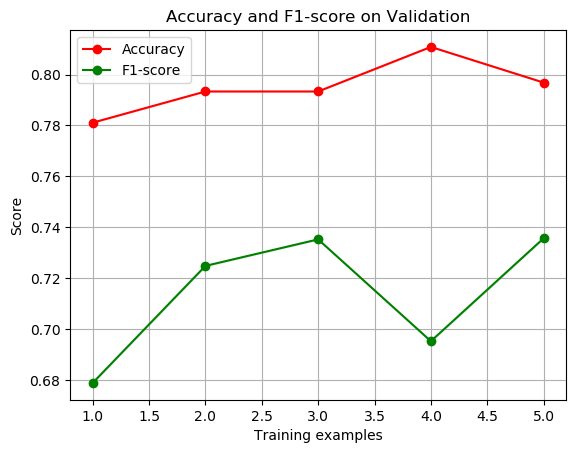 Accuracy and F1-score on Validation
Accuracy
F1-score
Score
0.80
0.78
0.76
0.74
0.72
0.70
0.68
1.0 1.5 2.0 2.5 3.0 3.5 4.0 4.5 5.0
Training examples